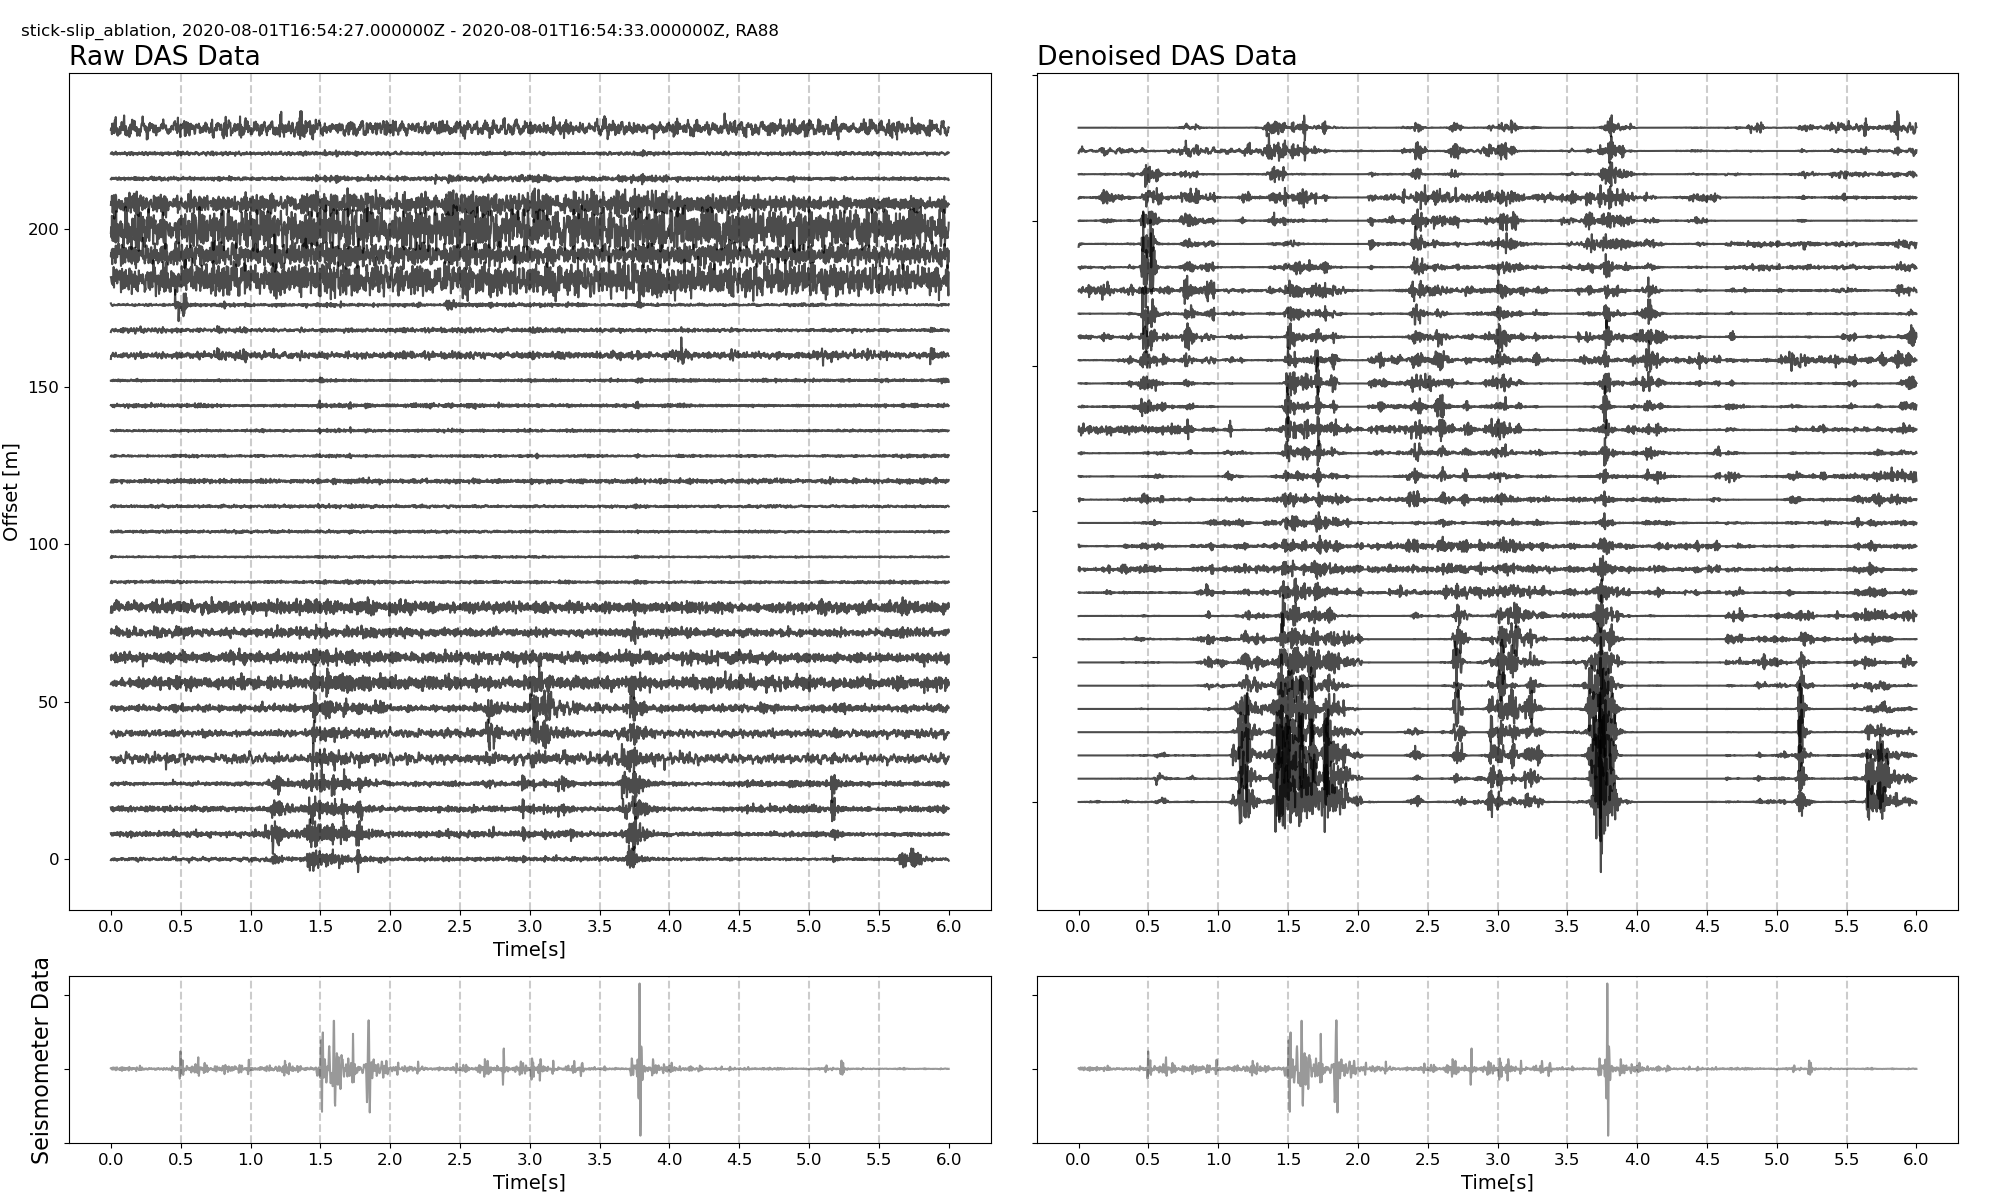 stick-slip_ablation, 2020-08-01T16:54:27.000000Z - 2020-08-01T16:54:33.000000Z, RA88
Raw DAS Data
Denoised DAS Data
Offset [m]
200
150
100
50
0
0.0 0.5 1.0 1.5 2.0 2.5 3.0 3.5 4.0 4.5 5.0 5.5 6.0
Time[s]
0.0 0.5 1.0 1.5 2.0 2.5 3.0 3.5 4.0 4.5 5.0 5.5 6.0
Seismometer Data
0.0 0.5 1.0 1.5 2.0 2.5 3.0 3.5 4.0 4.5 5.0 5.5 6.0
Time[s]
0.0 0.5 1.0 1.5 2.0 2.5 3.0 3.5 4.0 4.5 5.0 5.5 6.0
Time[s]